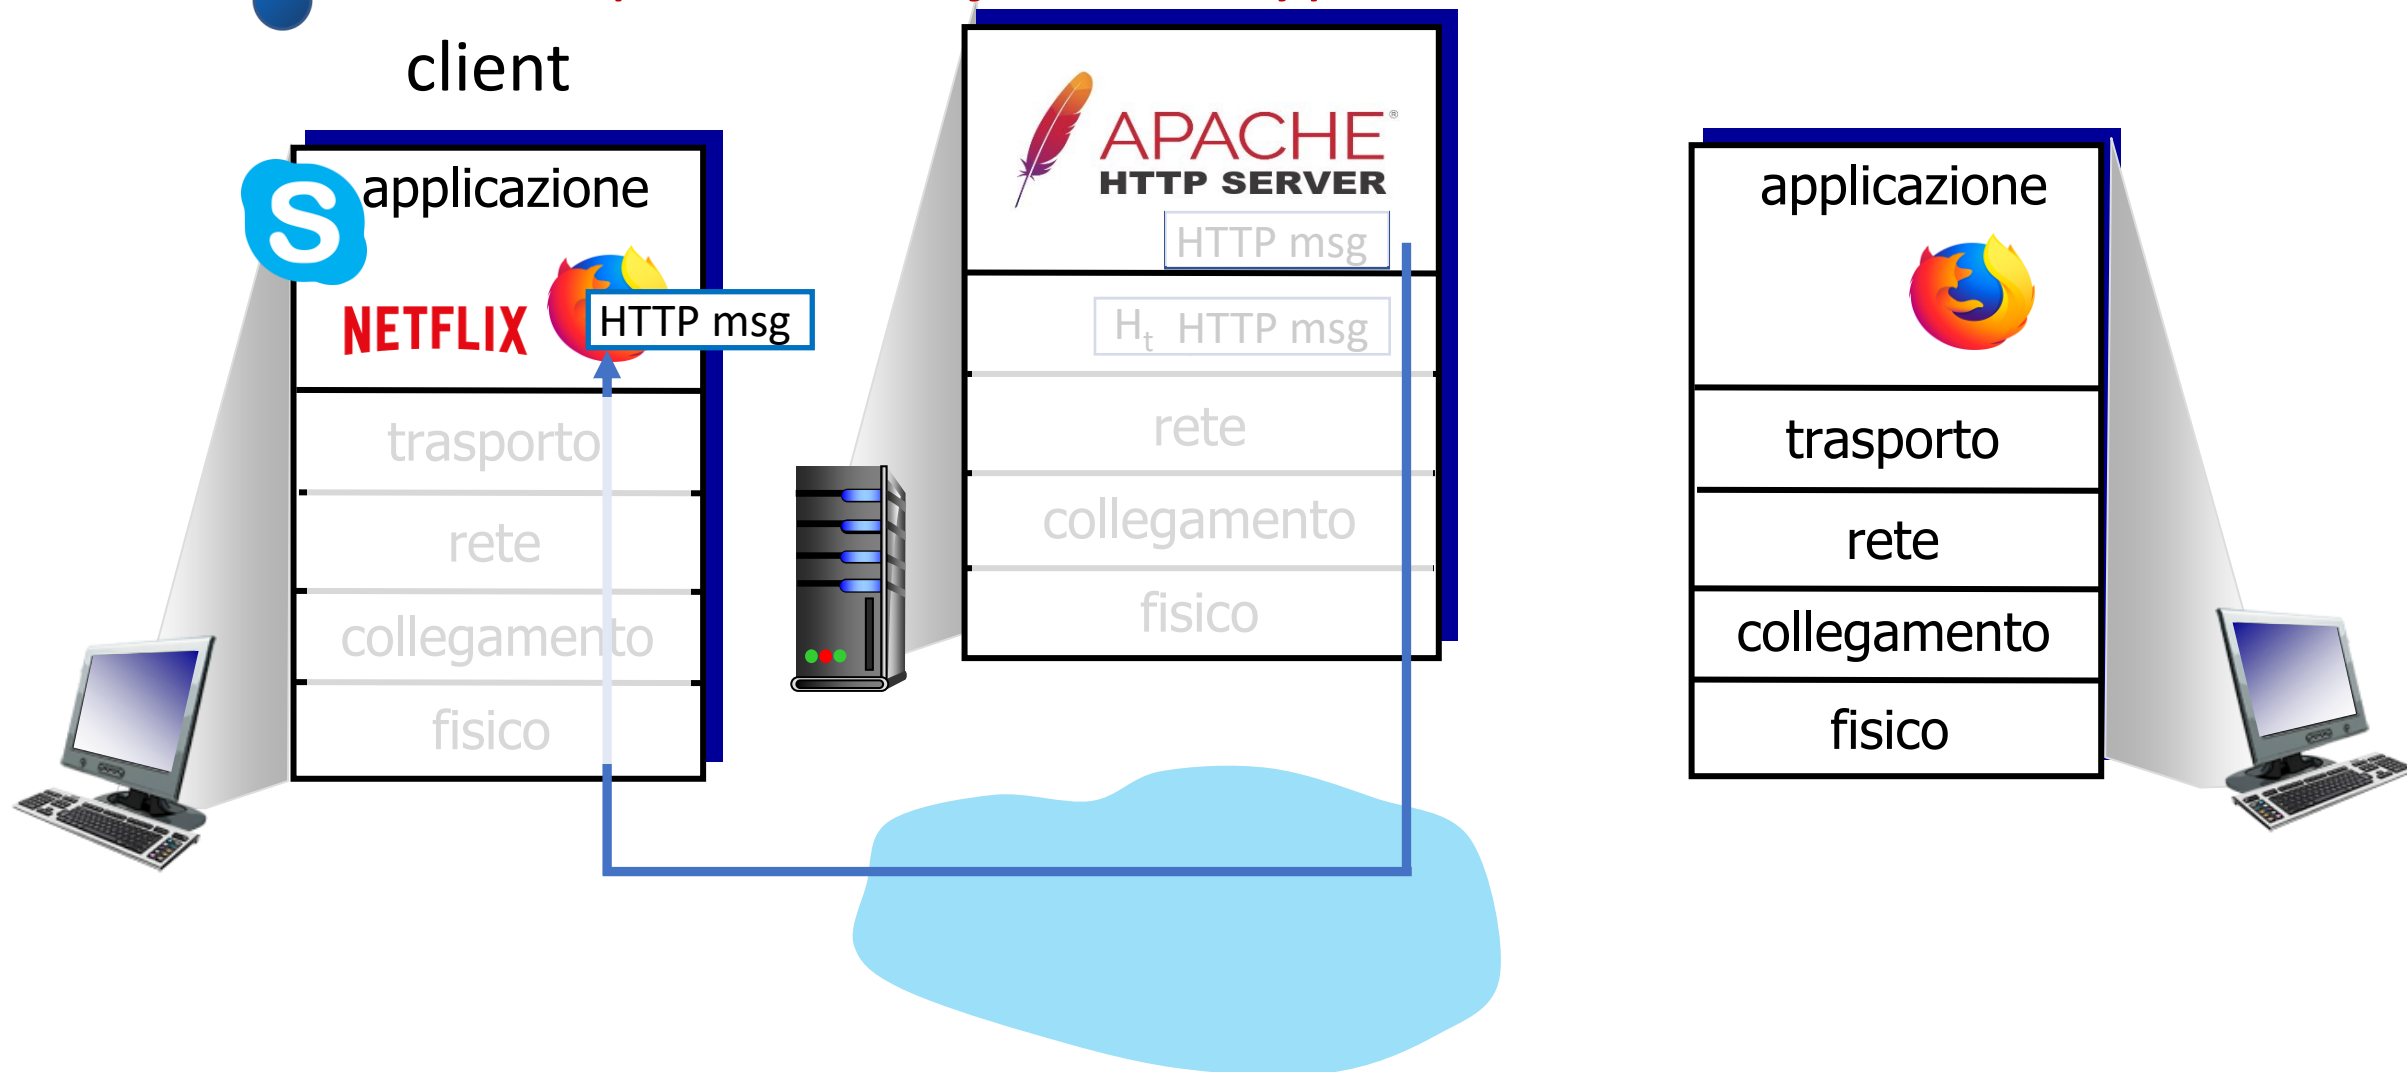 client
applicazione
NETFLIX
HTTP msg
trasporto
rete
collegamento
fisico
APACHE®
HTTP SERVER
HTTP msg
Ht HTTP msg
rete
collegamento
fisico
applicazione
trasporto
rete
collegamento
fisico